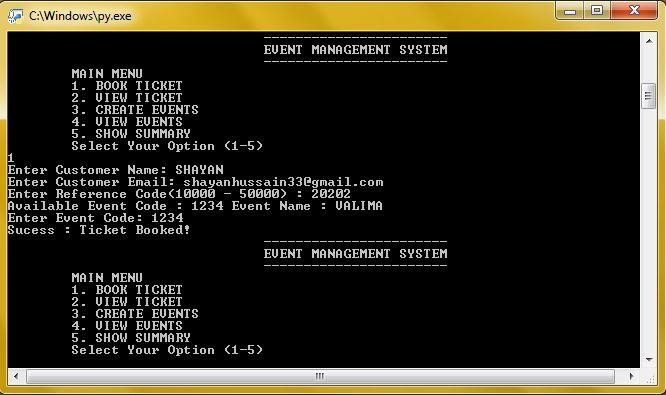 C:\Windows\py.exe
-----------------------
EVENT MANAGEMENT SYSTEM
-----------------------
MAIN MENU
1. BOOK TICKET
2. VIEW TICKET
3. CREATE EVENTS
4. VIEW EVENTS
5. SHOW SUMMARY
Select Your Option (1-5)
1
Enter Customer Name: SHAYAN
Enter Customer Email: shayanhussain33@gmail.com
Enter Reference Code(10000 - 50000) : 20202
Available Event Code : 1234 Event Name : VALIMA
Enter Event Code: 1234
Sucess : Ticket Booked!
-----------------------
EVENT MANAGEMENT SYSTEM
-----------------------
MAIN MENU
1. BOOK TICKET
2. VIEW TICKET
3. CREATE EVENTS
4. VIEW EVENTS
5. SHOW SUMMARY
Select Your Option (1-5)